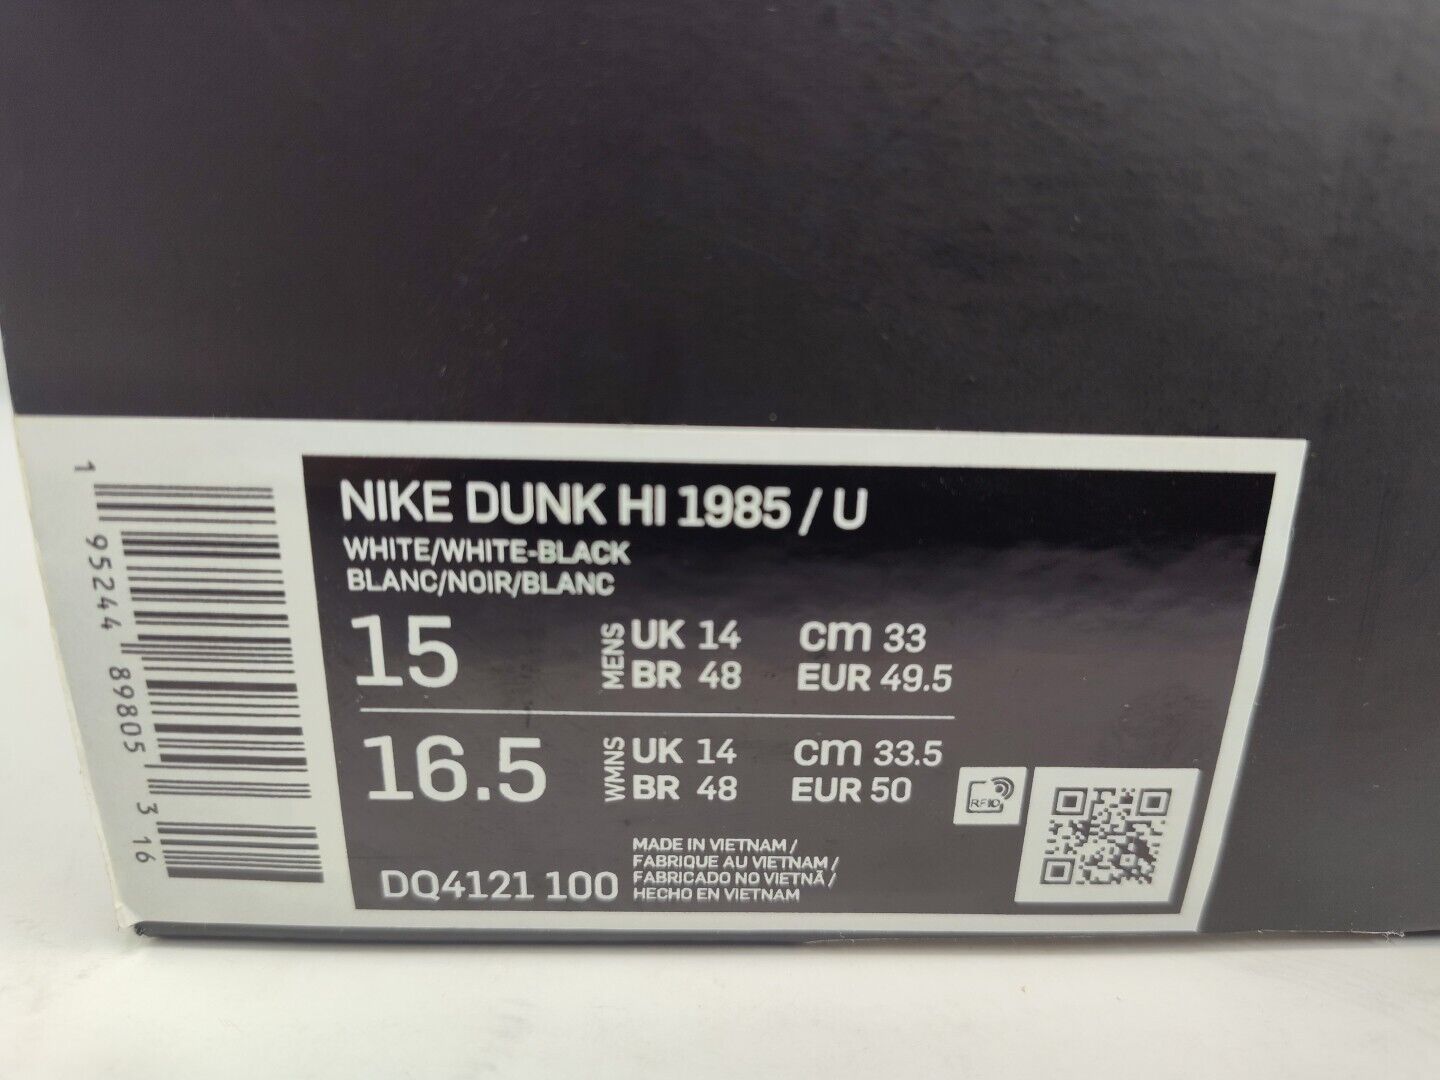 NIKE DUNK HI 1985 / U
WHITE/WHITE-BLACK
BLANC/NOIR/BLANC
15 MENS UK 14 cm 33
BR 48 EUR 49.5
16.5 WMNS UK 14 cm 33.5
BR 48 EUR 50
RFID
DQ4121 100
MADE IN VIETNAM /
FABRIQUE AU VIETNAM /
FABRICADO NO VIETNÃ /
HECHO EN VIETNAM
1 95244 89805 3 16